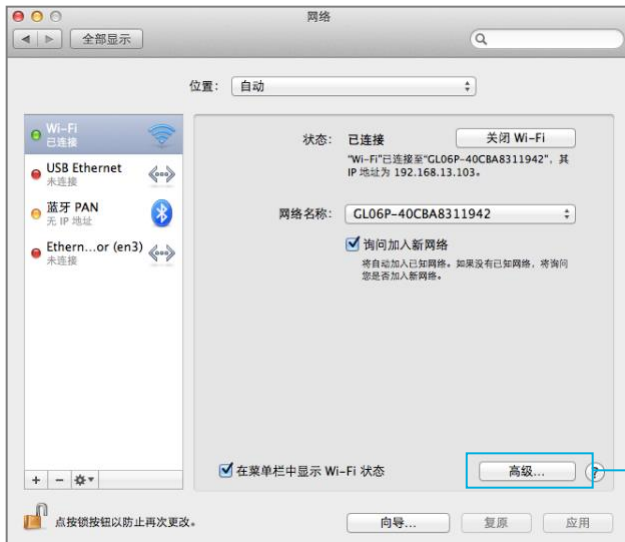 网络
全部显示
位置： 自动
Wi-Fi
已连接
USB Ethernet
未连接
蓝牙 PAN
无 IP 地址
Ethern...or (en3)
未连接
状态： 已连接 关闭 Wi-Fi
“Wi-Fi”已连接至“GL06P-40CBA8311942”，其
IP 地址为 192.168.13.103。
网络名称： GL06P-40CBA8311942
询问加入新网络
将自动加入已知网络。如果没有已知网络，将询问
您是否加入新网络。
在菜单栏中显示 Wi-Fi 状态 高级... ?
点按锁按钮以防止再次更改。 向导... 复原 应用